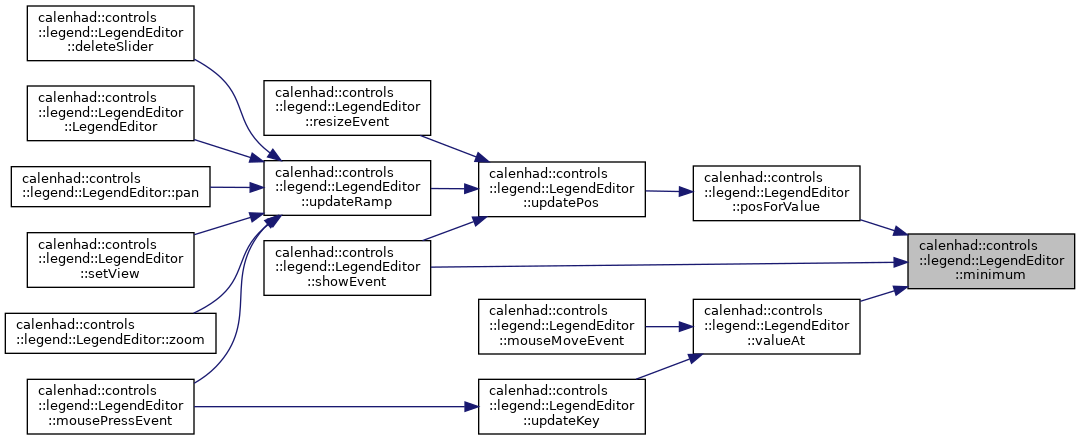 calenhad::controls
::legend::LegendEditor
::deleteSlider
calenhad::controls
::legend::LegendEditor
::LegendEditor
calenhad::controls
::legend::LegendEditor::pan
calenhad::controls
::legend::LegendEditor
::setView
calenhad::controls
::legend::LegendEditor::zoom
calenhad::controls
::legend::LegendEditor
::mousePressEvent
calenhad::controls
::legend::LegendEditor
::resizeEvent
calenhad::controls
::legend::LegendEditor
::updateRamp
calenhad::controls
::legend::LegendEditor
::showEvent
calenhad::controls
::legend::LegendEditor
::updatePos
calenhad::controls
::legend::LegendEditor
::mouseMoveEvent
calenhad::controls
::legend::LegendEditor
::updateKey
calenhad::controls
::legend::LegendEditor
::posForValue
calenhad::controls
::legend::LegendEditor
::valueAt
calenhad::controls
::legend::LegendEditor
::minimum